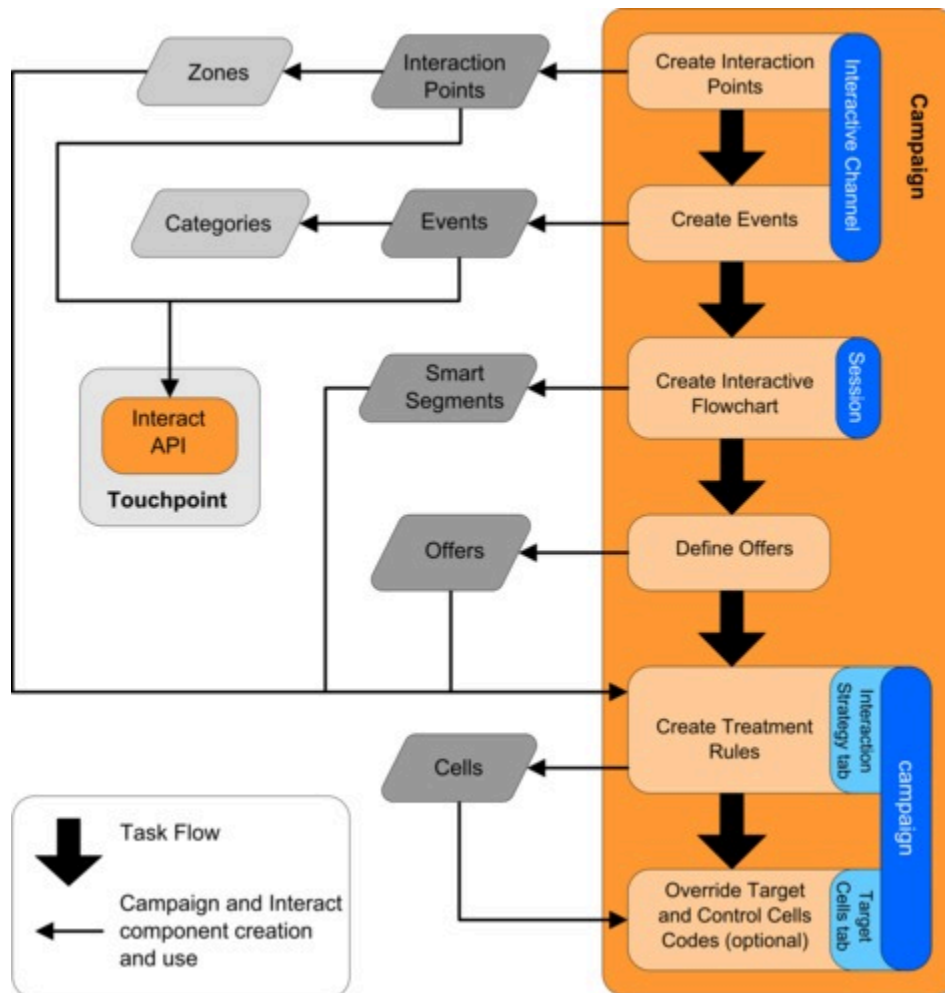 Zones
Interaction
Points
Create Interaction
Points
Interactive Channel
Campaign
Categories
Events
Create Events
Smart
Segments
Create Interactive
Flowchart
Session
Interact
API
Touchpoint
Offers
Define Offers
Create Treatment
Rules
Interaction
Strategy tab
campaign
Cells
Task Flow
Campaign and Interact
component creation
and use
Override Target
and Control Cells
Codes (optional)
Target
Cells tab